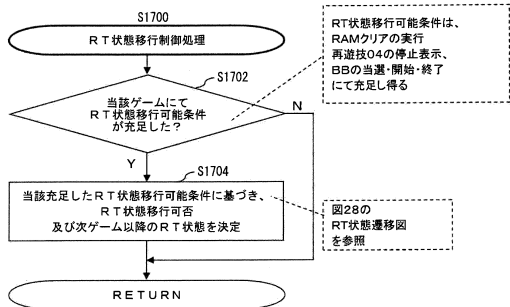 S1700
RT状態移行制御処理
RT状態移行可能条件は、
RAMクリアの実行
再遊技04の停止表示、
BBの当選・開始・終了
にて充足し得る
S1702
当該ゲームにて
RT状態移行可能条件
が充足した?
N
Y
S1704
当該充足したRT状態移行可能条件に基づき、
RT状態移行可否
及び次ゲーム以降のRT状態を決定
図28の
RT状態遷移図
を参照
RETURN